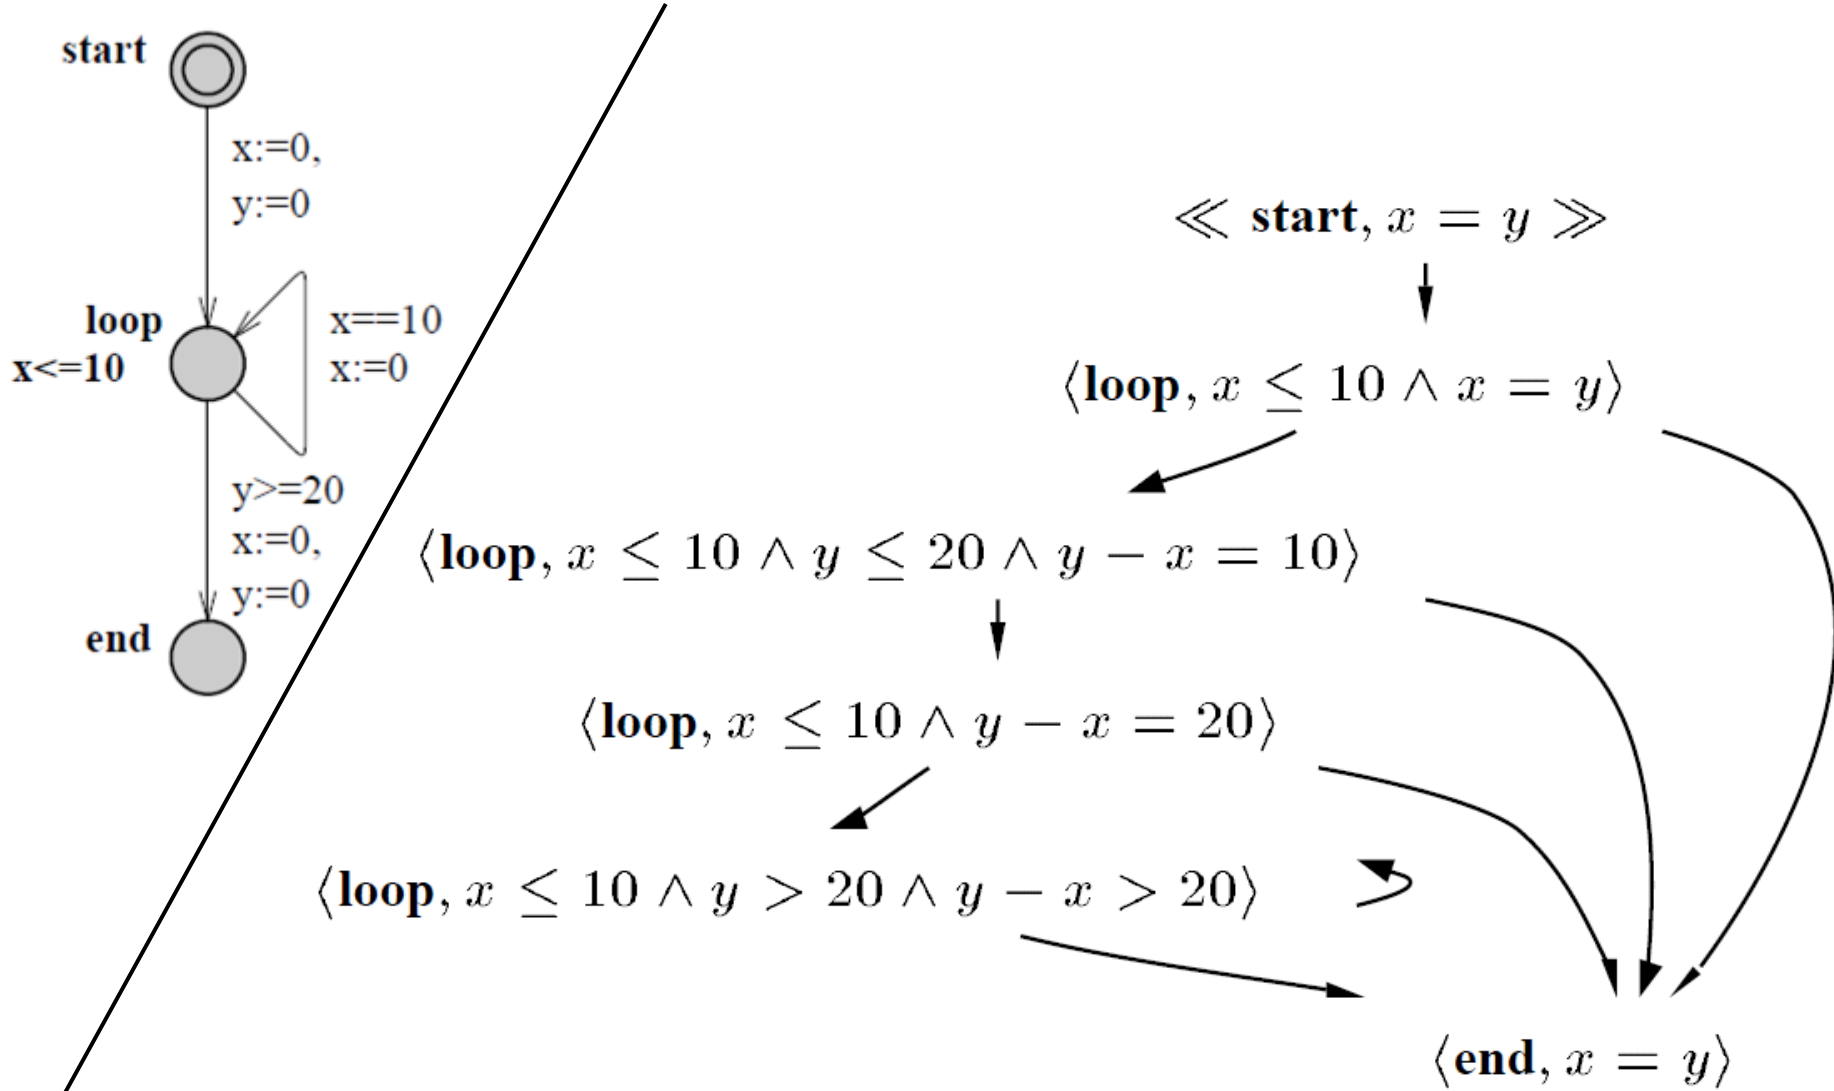 start
x:=0,
y:=0
loop
x<=10
x==10
x:=0
y>=20
x:=0,
y:=0
end
≪ start, x = y ≫
⟨loop, x ≤ 10 ∧ x = y⟩
⟨loop, x ≤ 10 ∧ y ≤ 20 ∧ y − x = 10⟩
⟨loop, x ≤ 10 ∧ y − x = 20⟩
⟨loop, x ≤ 10 ∧ y > 20 ∧ y − x > 20⟩
⟨end, x = y⟩